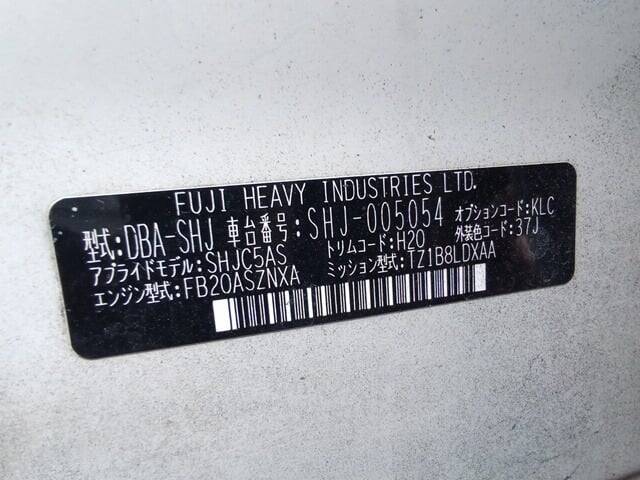 FUJI HEAVY INDUSTRIES LTD.
型式:DBA-SHJ 車台番号:SHJ-005054 オプションコード:KLC
アプライドモデル:SHJC5AS トリムコード:H20 外装色コード:37J
エンジン型式:FB20ASZNXA ミッション型式:TZ1B8LDXAA